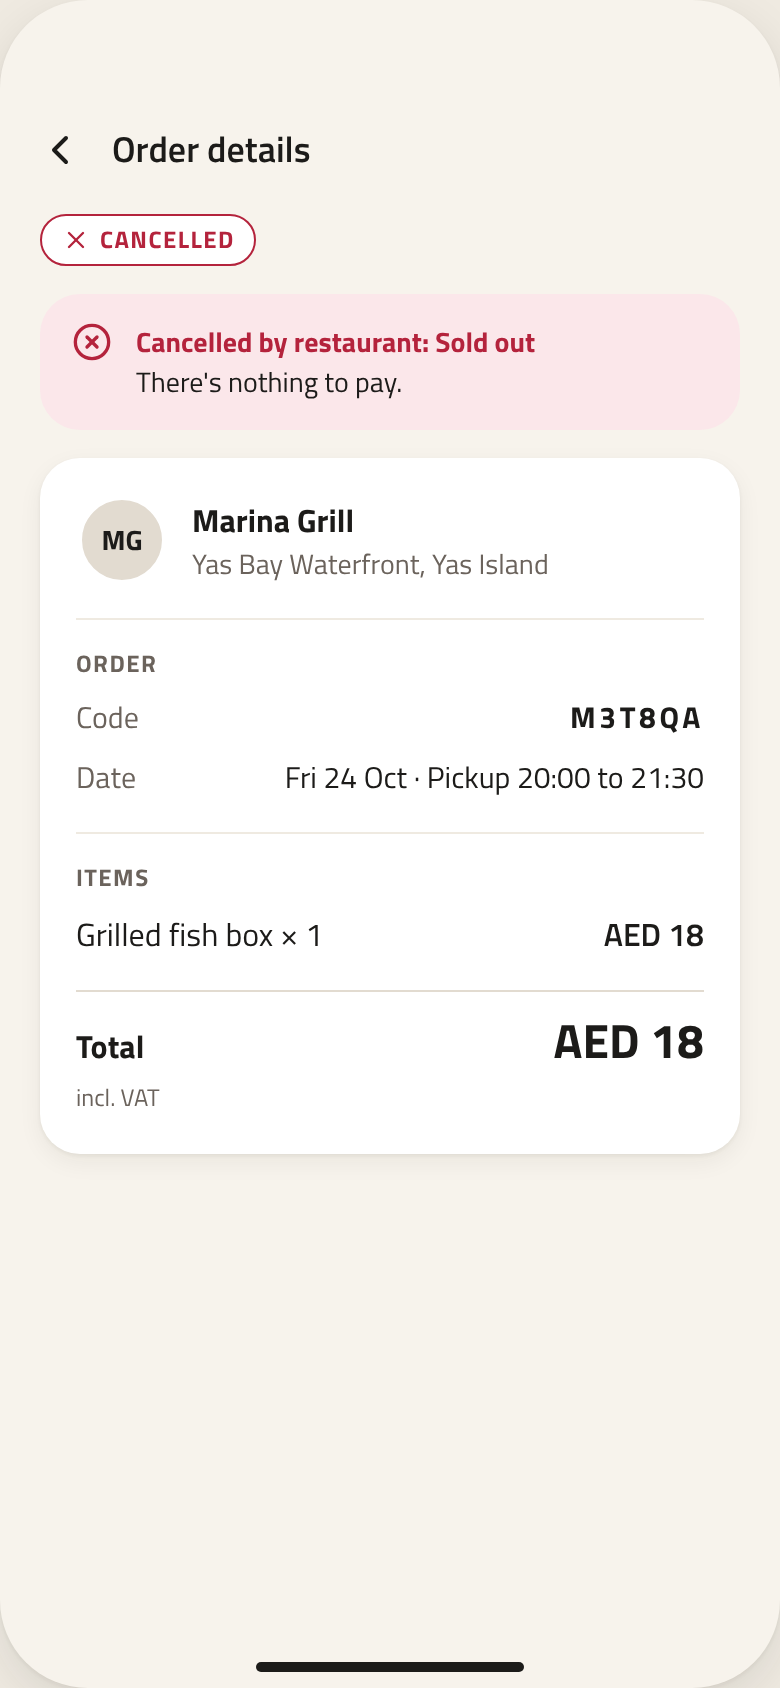 Order details
CANCELLED
Cancelled by restaurant: Sold out
There's nothing to pay.
MG
Marina Grill
Yas Bay Waterfront, Yas Island
ORDER
Code M3T8QA
Date Fri 24 Oct · Pickup 20:00 to 21:30
ITEMS
Grilled fish box × 1 AED 18
Total AED 18
incl. VAT